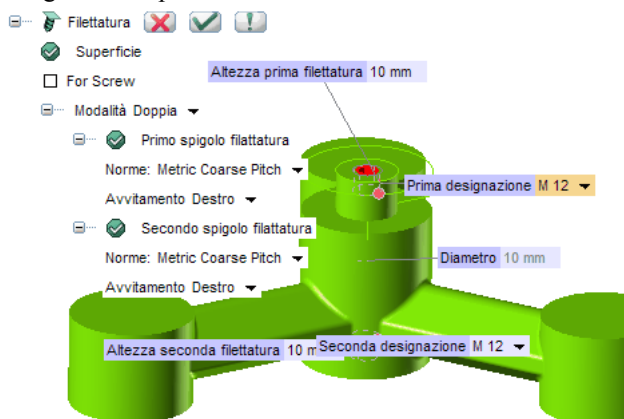 Filettatura
Superficie
Altezza prima filettatura 10 mm
For Screw
Modalità Doppia
Primo spigolo filattatura
Norme: Metric Coarse Pitch
Prima designazione M 12
Avvitamento Destro
Secondo spigolo filattatura
Norme: Metric Coarse Pitch
Diametro 10 mm
Avvitamento Destro
Altezza seconda filettatura 10 m
Seconda designazione M 12